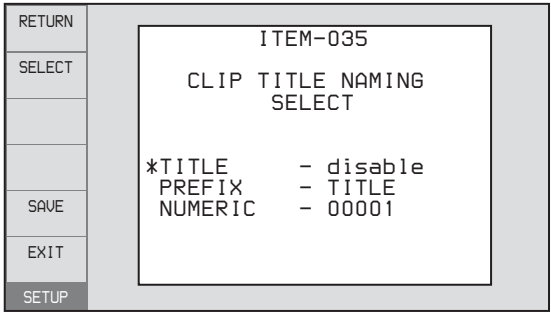 RETURN
SELECT
SAVE
EXIT
SETUP
ITEM-035
CLIP TITLE NAMING
SELECT
*TITLE - disable
PREFIX - TITLE
NUMERIC - 00001